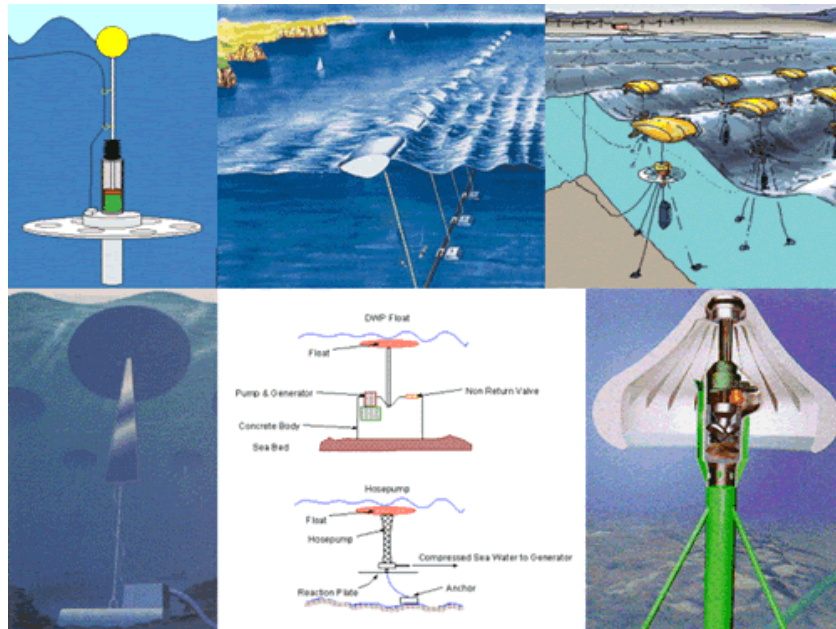 DWP Float
Float
Pump & Generator
Non Return Valve
Concrete Body
Sea Bed
Hosepump
Float
Hosepump
Compressed Sea Water to Generator
Reaction Plate
Anchor